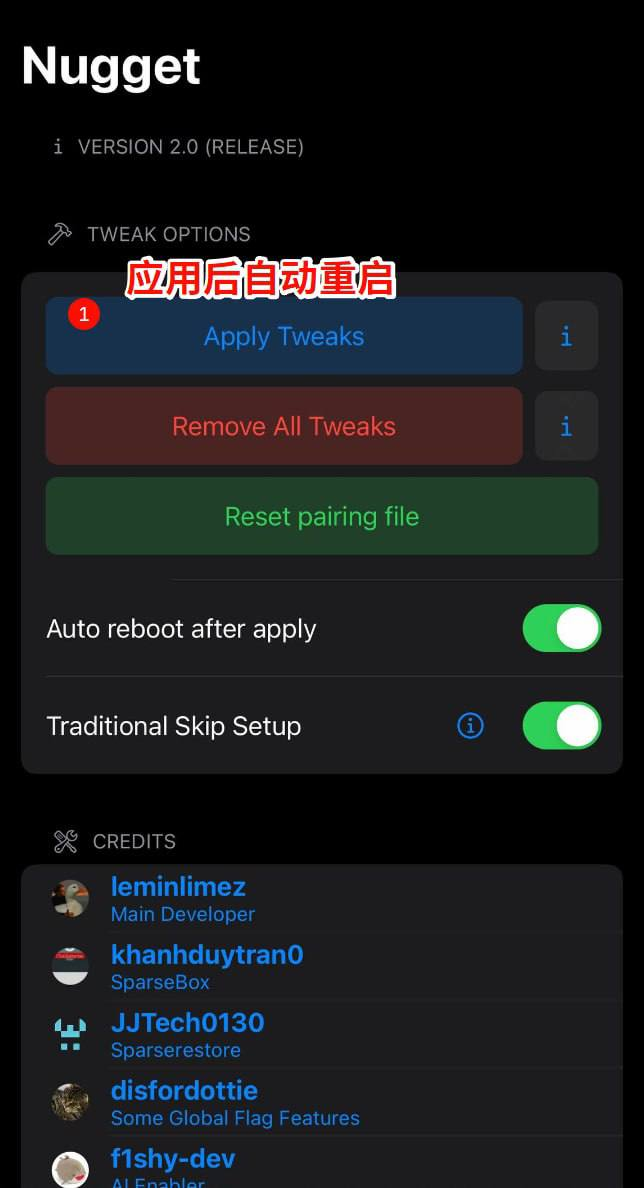 Nugget
i VERSION 2.0 (RELEASE)
TWEAK OPTIONS
应用后自动重启
1
Apply Tweaks i
Remove All Tweaks i
Reset pairing file
Auto reboot after apply
Traditional Skip Setup i
CREDITS
leminlimez
Main Developer
khanhduytran0
SparseBox
JJTech0130
Sparserestore
disfordottie
Some Global Flag Features
f1shy-dev
AI Enabler